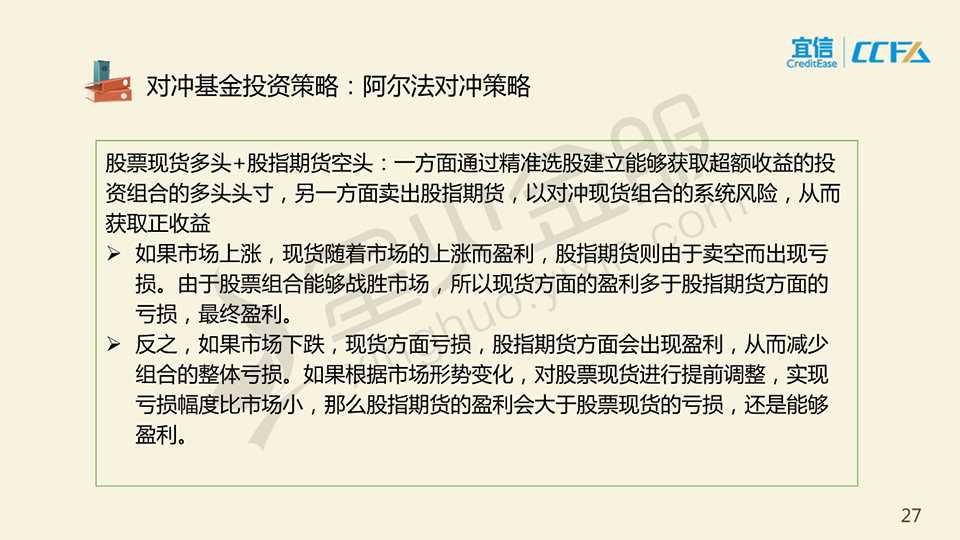 宜信
CreditEase
CCFA
对冲基金投资策略：阿尔法对冲策略
股票现货多头+股指期货空头：一方面通过精准选股建立能够获取超额收益的投
资组合的多头头寸，另一方面卖出股指期货，以对冲现货组合的系统风险，从而
获取正收益
➢ 如果市场上涨，现货随着市场的上涨而盈利，股指期货则由于卖空而出现亏
损。由于股票组合能够战胜市场，所以现货方面的盈利多于股指期货方面的
亏损，最终盈利。
➢ 反之，如果市场下跌，现货方面亏损，股指期货方面会出现盈利，从而减少
组合的整体亏损。如果根据市场形势变化，对股票现货进行提前调整，实现
亏损幅度比市场小，那么股指期货的盈利会大于股票现货的亏损，还是能够
盈利。
星火金服
27